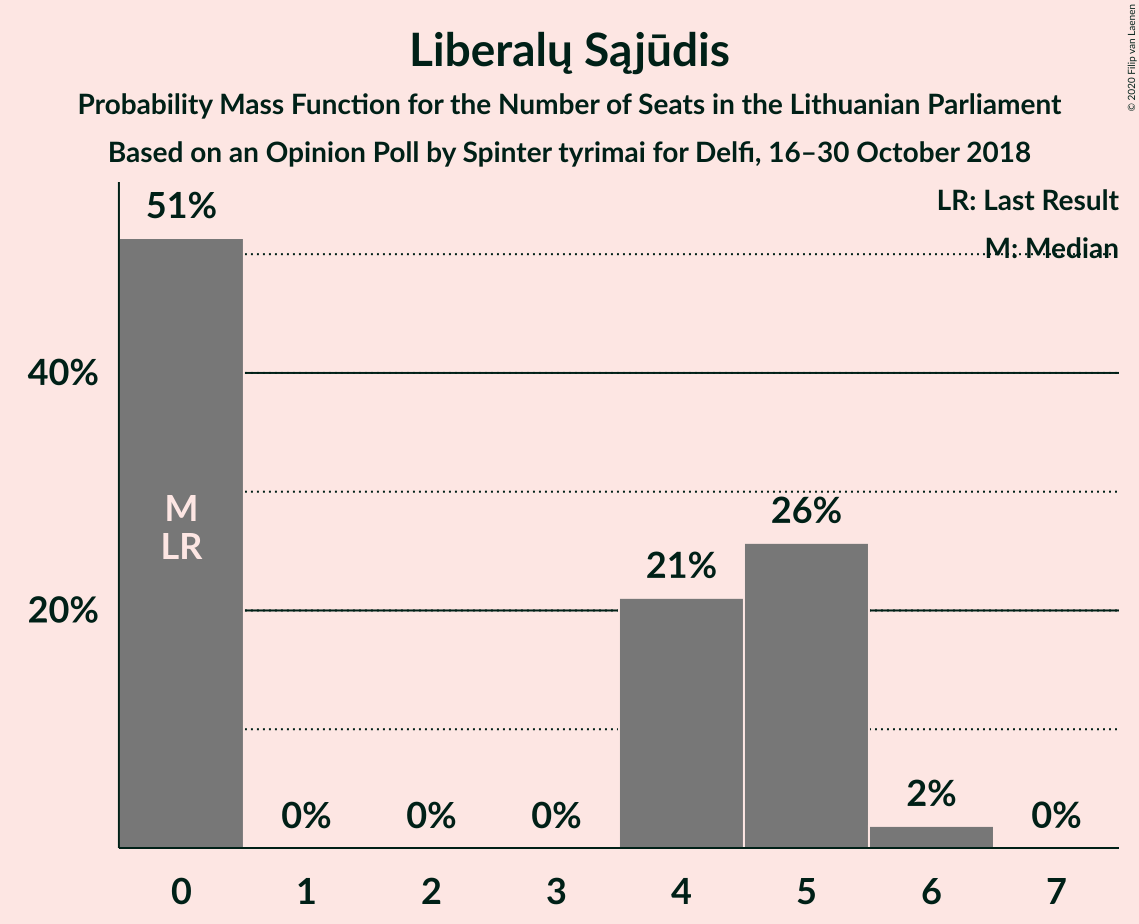 Liberalų Sąjūdis
Probability Mass Function for the Number of Seats in the Lithuanian Parliament
Based on an Opinion Poll by Spinter tyrimai for Delfi, 16–30 October 2018
© 2020 Filip van Laenen
LR: Last Result
M: Median
51%
40%
M
LR
26%
21%
20%
2%
0% 0% 0% 0%
0 1 2 3 4 5 6 7